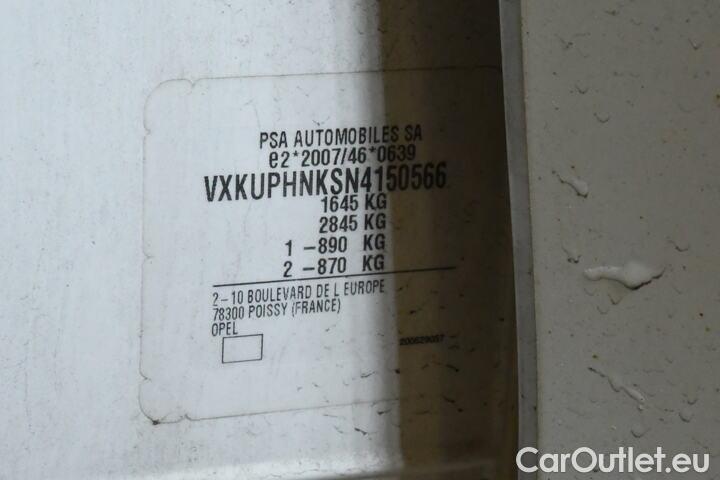 PSA AUTOMOBILES SA
e2*2007/46*0639
VXKUPHNKSN4150566
1645 KG
2845 KG
1 -890 KG
2 -870 KG
2-10 BOULEVARD DE L EUROPE
78300 POISSY (FRANCE)
OPEL
200629057
CarOutlet.eu